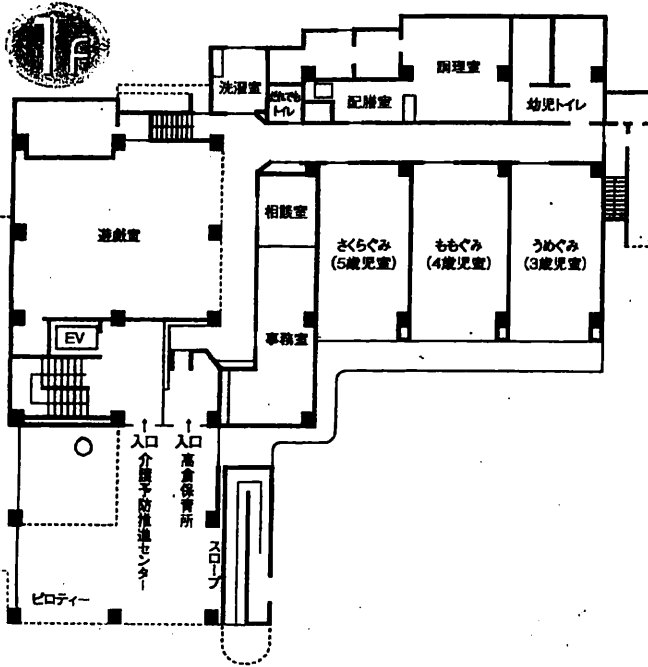 1F
洗濯室
だれでも
トイレ
配膳室
調理室
幼児トイレ
相談室
遊戯室
さくらぐみ
(5歳児室)
ももぐみ
(4歳児室)
うめぐみ
(3歳児室)
EV
事務室
入口
介護予防推進センター
入口
高倉保育所
スロープ
ピロティー